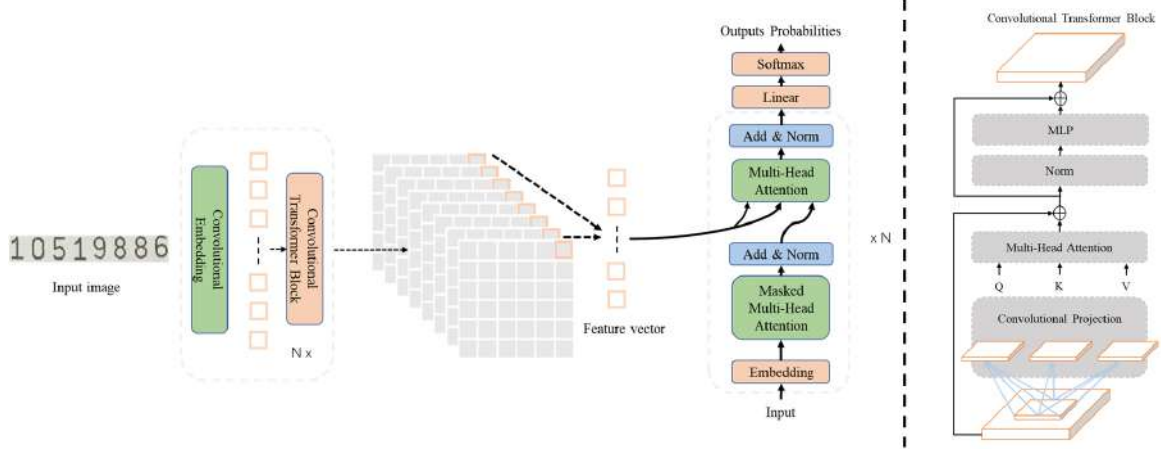 10519886
Input image
Convolutional
Embedding
Convolutional
Transformer Block
N x
Feature vector
Outputs Probabilities
Softmax
Linear
Add & Norm
Multi-Head
Attention
Add & Norm
Masked
Multi-Head
Attention
Embedding
Input
x N
Convolutional Transformer Block
MLP
Norm
Multi-Head Attention
Q K V
Convolutional Projection